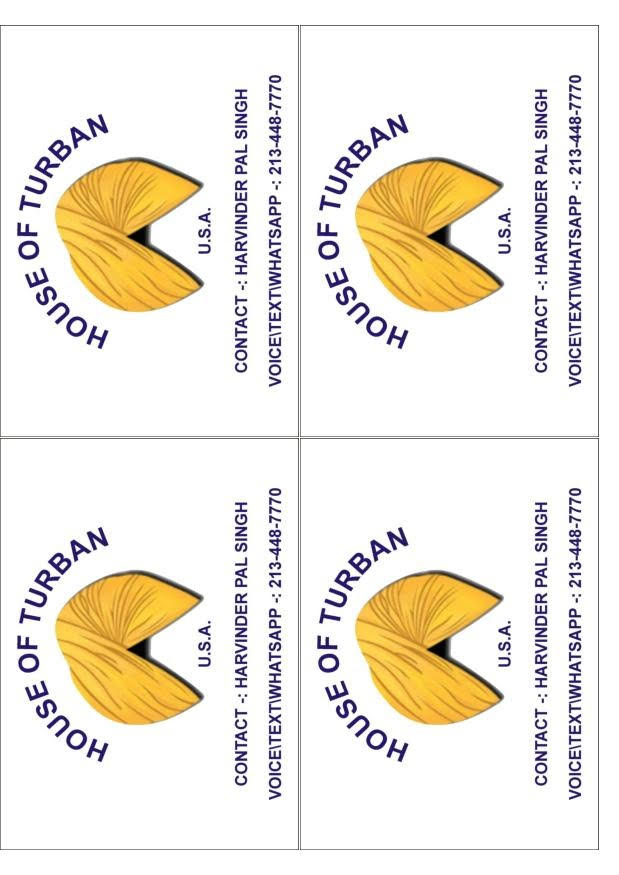 HOUSE OF TURBAN
U.S.A.
CONTACT -: HARVINDER PAL SINGH
VOICE\TEXT\WHATSAPP -: 213-448-7770
HOUSE OF TURBAN
U.S.A.
CONTACT -: HARVINDER PAL SINGH
VOICE\TEXT\WHATSAPP -: 213-448-7770
HOUSE OF TURBAN
U.S.A.
CONTACT -: HARVINDER PAL SINGH
VOICE\TEXT\WHATSAPP -: 213-448-7770
HOUSE OF TURBAN
U.S.A.
CONTACT -: HARVINDER PAL SINGH
VOICE\TEXT\WHATSAPP -: 213-448-7770